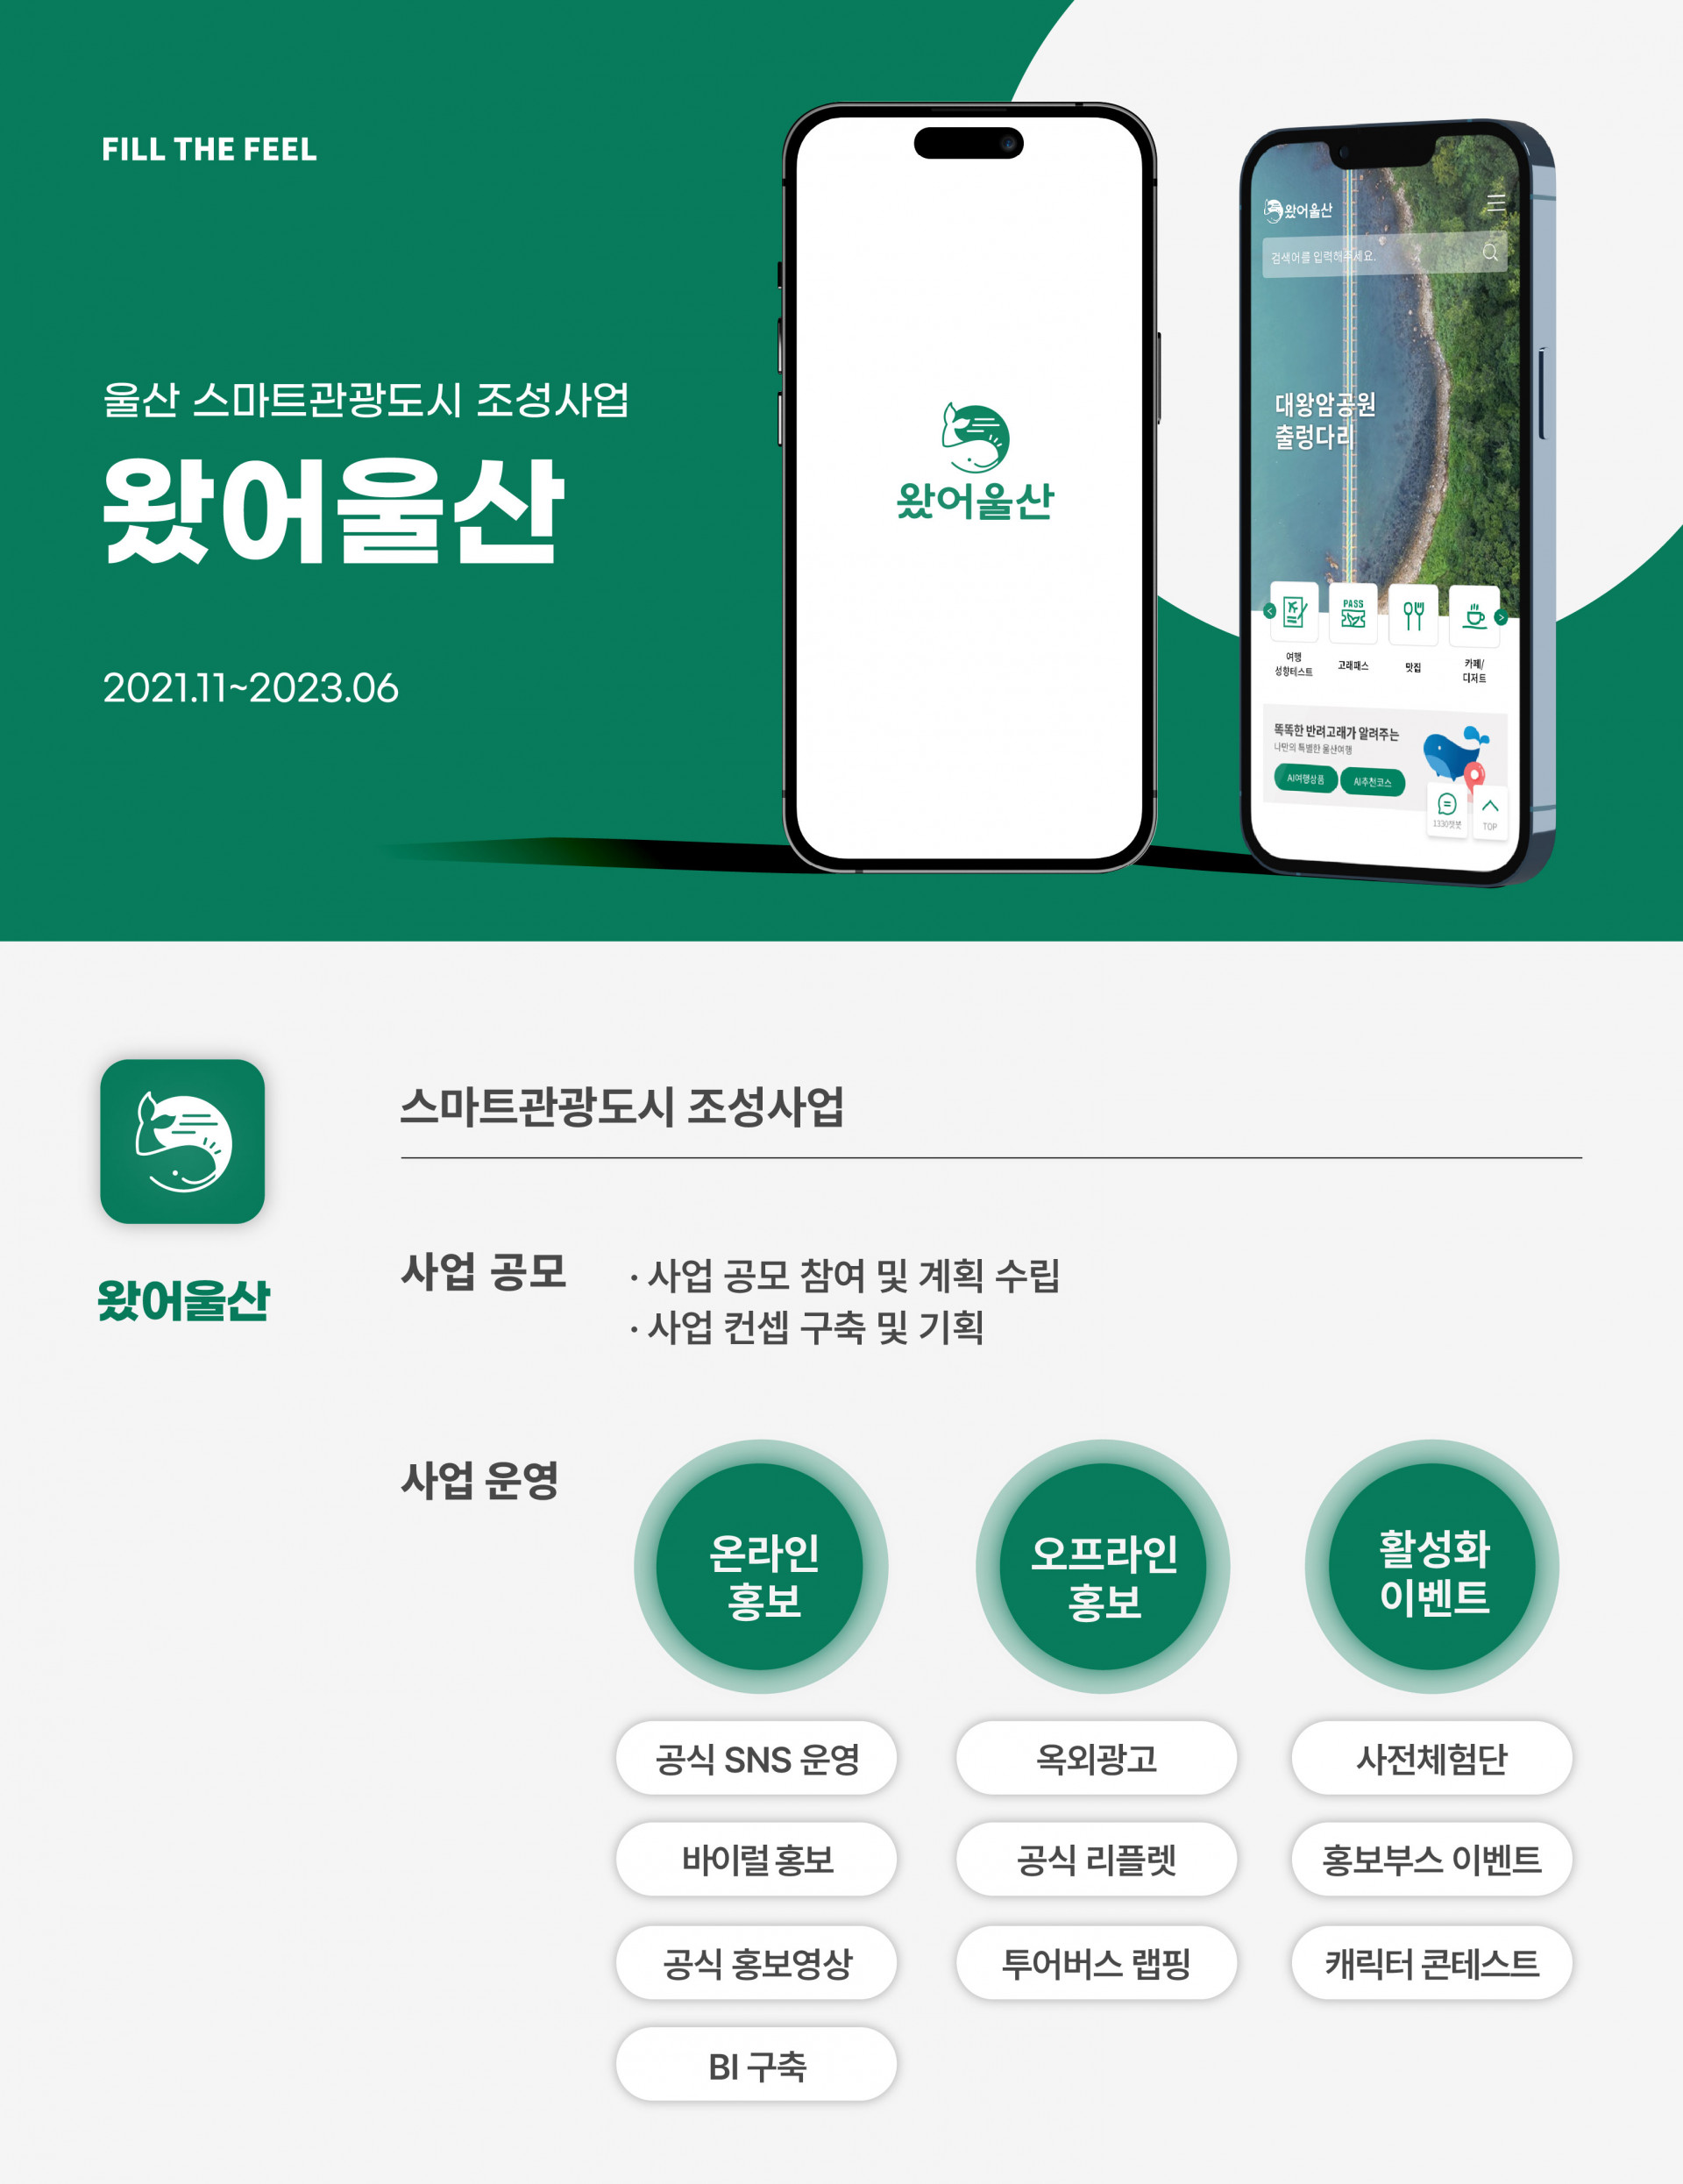 FILL THE FEEL
울산 스마트관광도시 조성사업
왔어울산
2021.11~2023.06
왔어울산
왔어울산
검색어를 입력해주세요.
대왕암공원
출렁다리
PASS
여행
성향테스트
고래패스
맛집
카페/
디저트
똑똑한 반려고래가 알려주는
나만의 특별한 울산여행
AI여행상품
AI추천코스
1130챗봇
TOP
왔어울산
스마트관광도시 조성사업
사업 공모
· 사업 공모 참여 및 계획 수립
· 사업 컨셉 구축 및 기획
사업 운영
온라인
홍보
공식 SNS 운영
바이럴 홍보
공식 홍보영상
BI 구축
오프라인
홍보
옥외광고
공식 리플렛
투어버스 랩핑
활성화
이벤트
사전체험단
홍보부스 이벤트
캐릭터 콘테스트